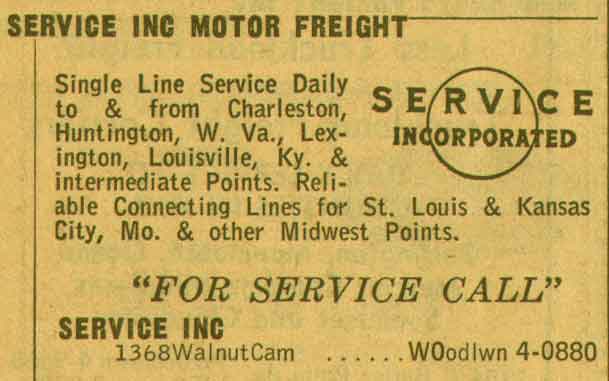 SERVICE INC MOTOR FREIGHT
Single Line Service Daily
to & from Charleston,
Huntington, W. Va., Lex-
ington, Louisville, Ky. &
intermediate Points. Reli-
able Connecting Lines for St. Louis & Kansas
City, Mo. & other Midwest Points.
SERVICE
INCORPORATED
"FOR SERVICE CALL"
SERVICE INC
1368WalnutCam ......WOodlwn 4-0880